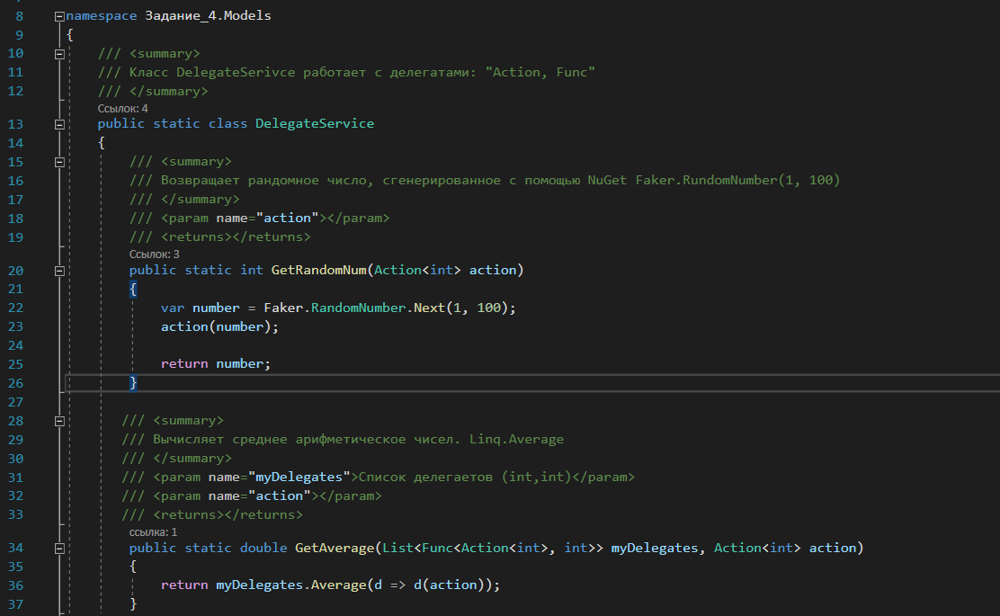 8 namespace Задание_4.Models
9 {
10 /// <summary>
11 /// Класс DelegateSerivce работает с делегатами: "Action, Func"
12 /// </summary>
Ссылок: 4
13 public static class DelegateService
14 {
15 /// <summary>
16 /// Возвращает рандомное число, сгенерированное с помощью NuGet Faker.RundomNumber(1, 100)
17 /// </summary>
18 /// <param name="action"></param>
19 /// <returns></returns>
Ссылок: 3
20 public static int GetRandomNum(Action<int> action)
21 {
22 var number = Faker.RandomNumber.Next(1, 100);
23 action(number);
24
25 return number;
26 }
27
28 /// <summary>
29 /// Вычисляет среднее арифметическое чисел. Linq.Average
30 /// </summary>
31 /// <param name="myDelegates">Список делегаетов (int,int)</param>
32 /// <param name="action"></param>
33 /// <returns></returns>
ссылка: 1
34 public static double GetAverage(List<Func<Action<int>, int>> myDelegates, Action<int> action)
35 {
36 return myDelegates.Average(d => d(action));
37 }